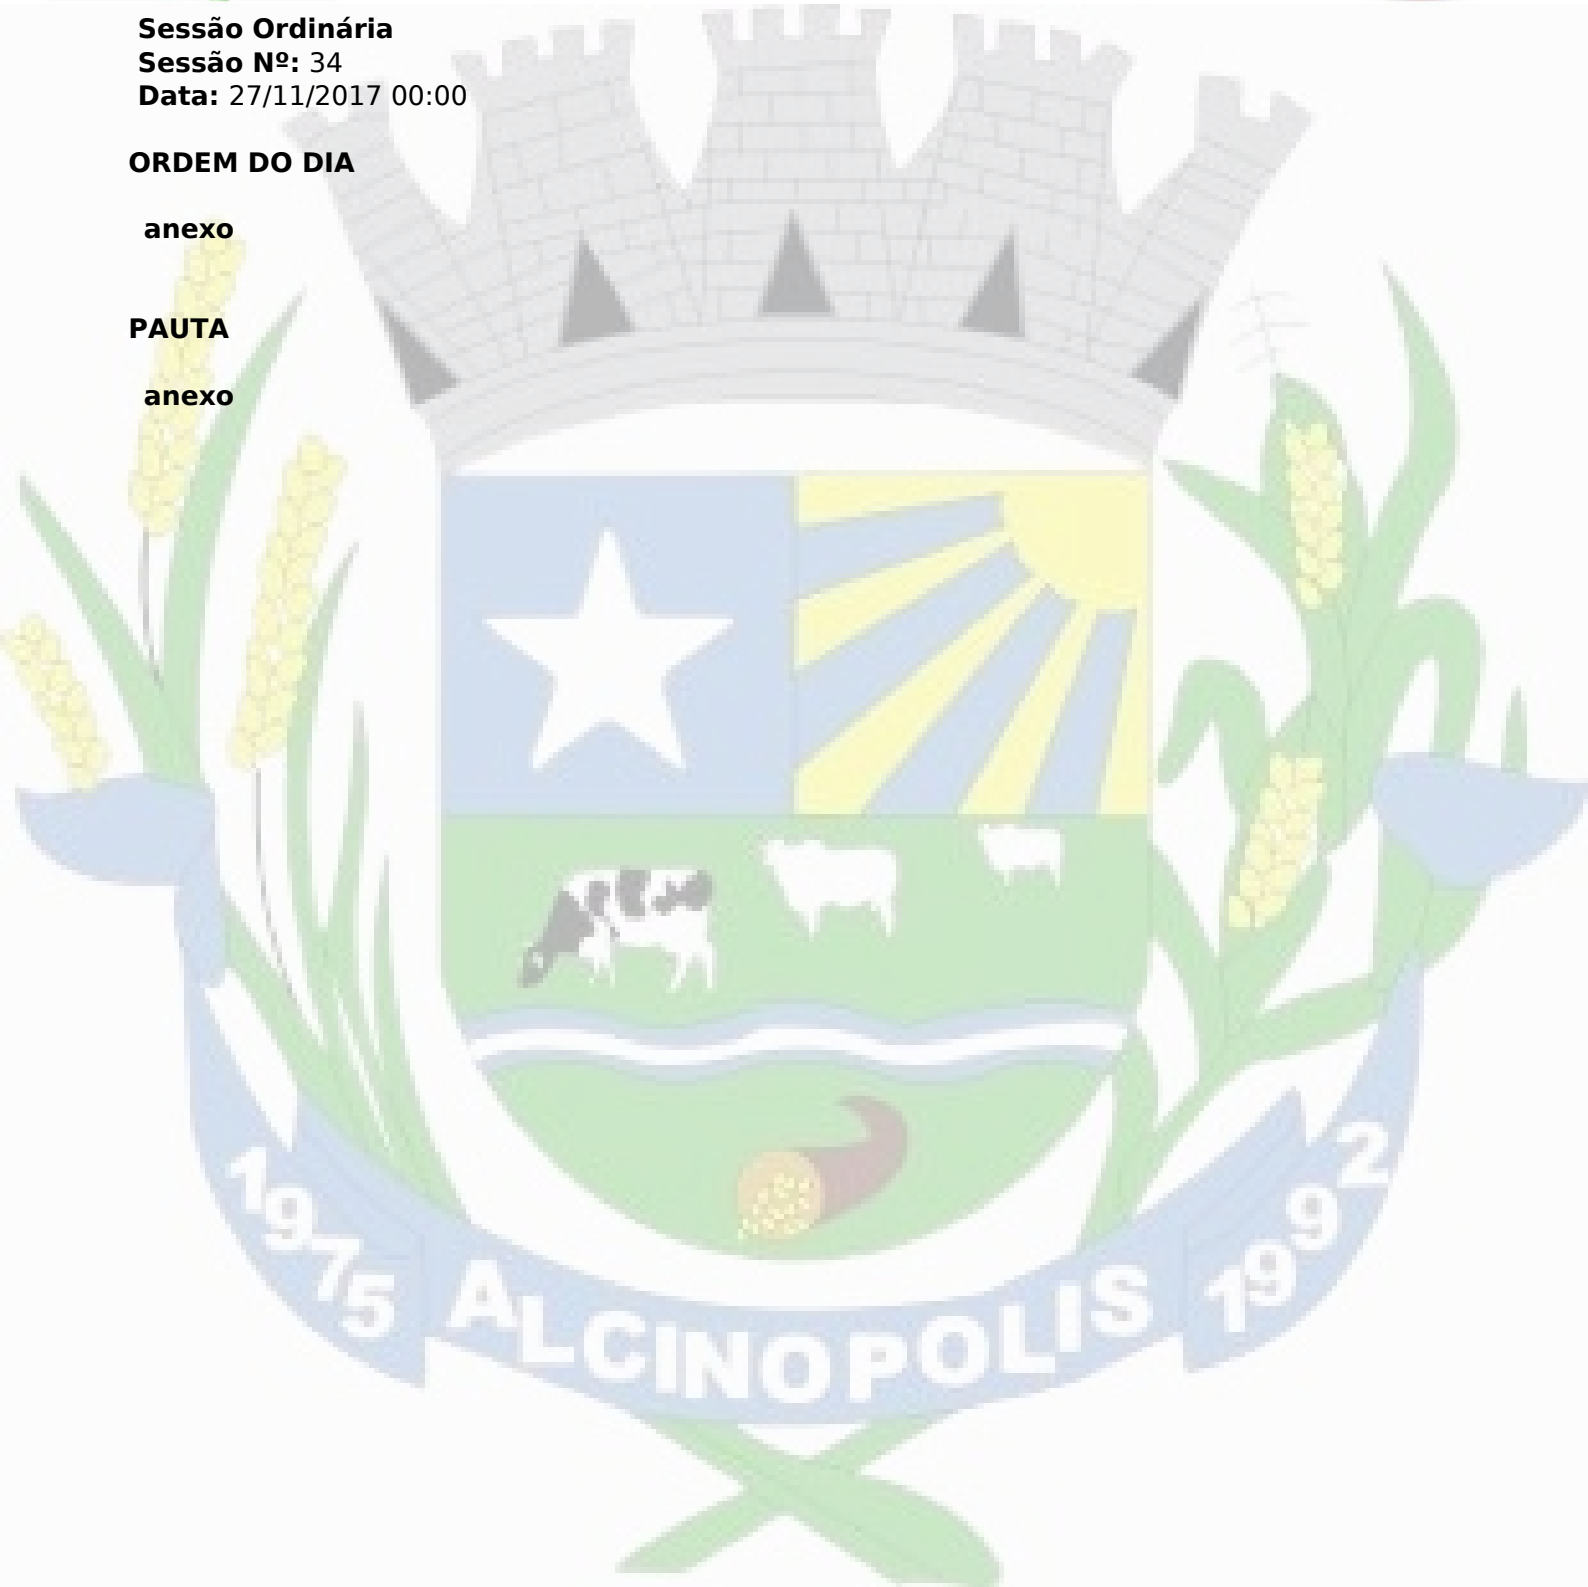 Sessão Ordinária
Sessão Nº: 34
Data: 27/11/2017 00:00
ORDEM DO DIA
anexo
PAUTA
anexo
1975 ALCINOPOLIS 1992